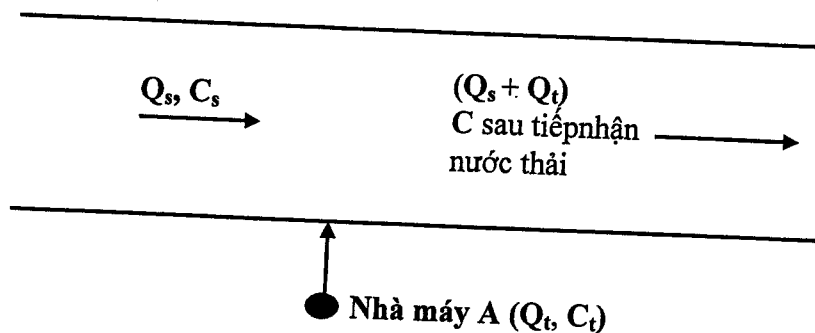 Qs, Cs
(Qs + Qt)
C sau tiếpnhận
nước thải
Nhà máy A (Qt, Ct)